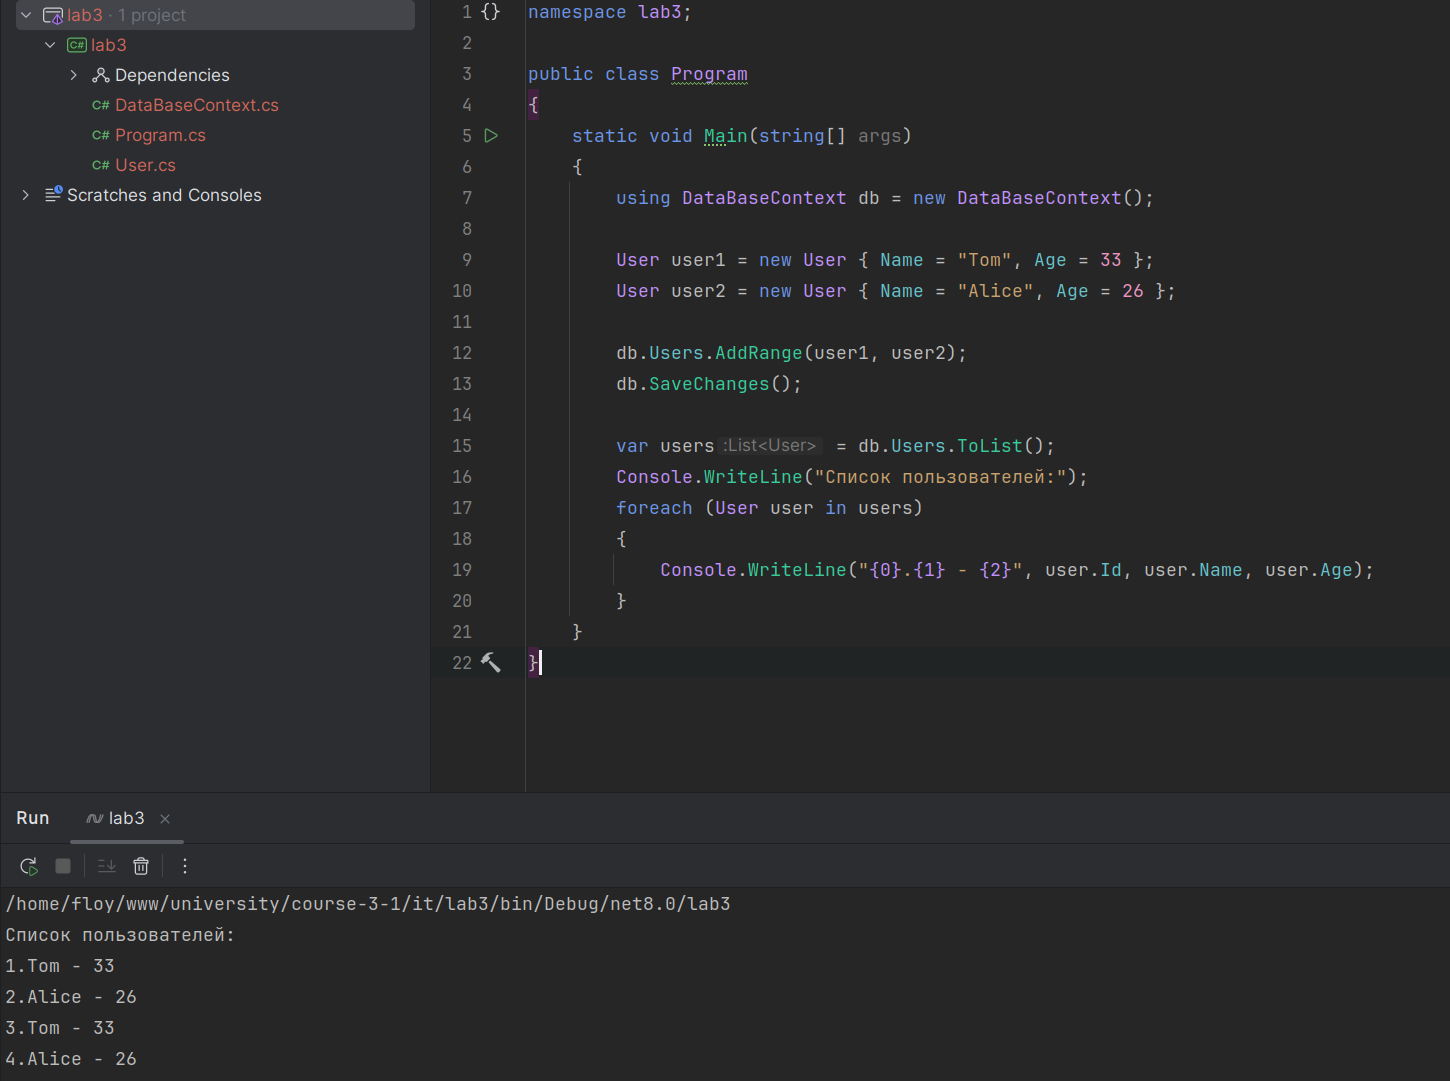 lab3 · 1 project
lab3
Dependencies
C# DataBaseContext.cs
C# Program.cs
C# User.cs
Scratches and Consoles
1 {} namespace lab3;
2
3 public class Program
4 {
5 static void Main(string[] args)
6 {
7 using DataBaseContext db = new DataBaseContext();
8
9 User user1 = new User { Name = "Tom", Age = 33 };
10 User user2 = new User { Name = "Alice", Age = 26 };
11
12 db.Users.AddRange(user1, user2);
13 db.SaveChanges();
14
15 var users :List<User> = db.Users.ToList();
16 Console.WriteLine("Список пользователей:");
17 foreach (User user in users)
18 {
19 Console.WriteLine("{0}.{1} - {2}", user.Id, user.Name, user.Age);
20 }
21 }
22 }
Run lab3
/home/floy/www/university/course-3-1/it/lab3/bin/Debug/net8.0/lab3
Список пользователей:
1.Tom - 33
2.Alice - 26
3.Tom - 33
4.Alice - 26